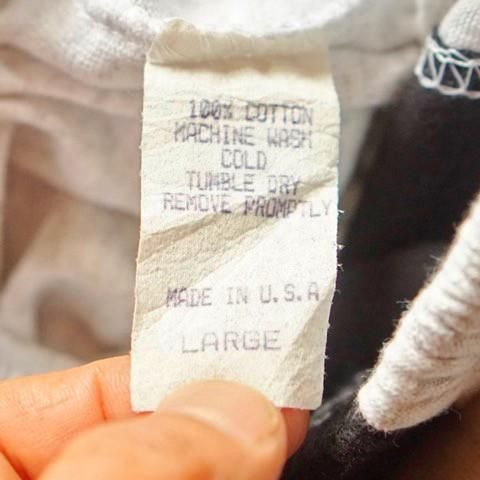 100% COTTON
MACHINE WASH
COLD
TUMBLE DRY
REMOVE PROMPTLY
MADE IN U.S.A
LARGE